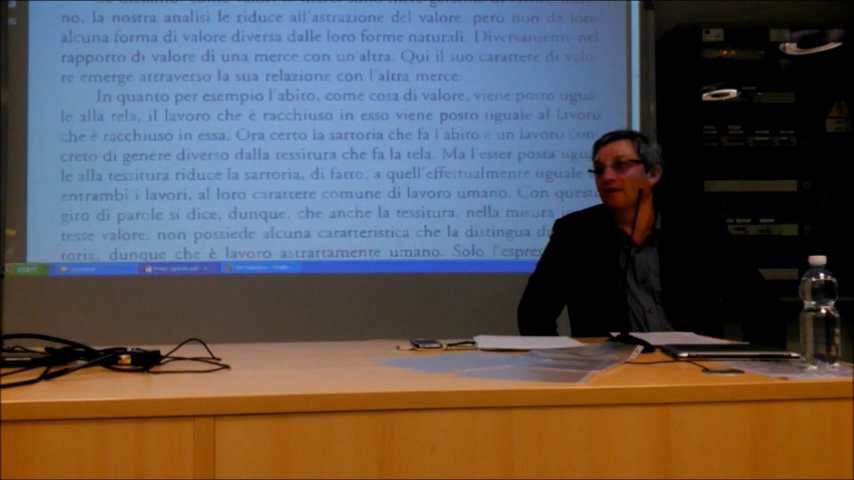 no, la nostra analisi le riduce all'astrazione del valore, però non dà loro
alcuna forma di valore diversa dalle loro forme naturali. Diversamente nel
rapporto di valore di una merce con un'altra. Qui il suo carattere di valo-
re emerge attraverso la sua relazione con l'altra merce.
In quanto per esempio l'abito, come cosa di valore, viene posto ugua-
le alla tela, il lavoro che è racchiuso in esso viene posto uguale al lavoro
che è racchiuso in essa. Ora certo la sartoria che fa l'abito è un lavoro con-
creto di genere diverso dalla tessitura che fa la tela. Ma l'esser posta ugua-
le alla tessitura riduce la sartoria, di fatto, a quell'effettualmente uguale
entrambi i lavori, al loro carattere comune di lavoro umano. Con questo
giro di parole si dice, dunque, che anche la tessitura, nella misura
tesse valore, non possiede alcuna caratteristica che la distingua
toria, dunque che è lavoro astrattamente umano. Solo l'espres